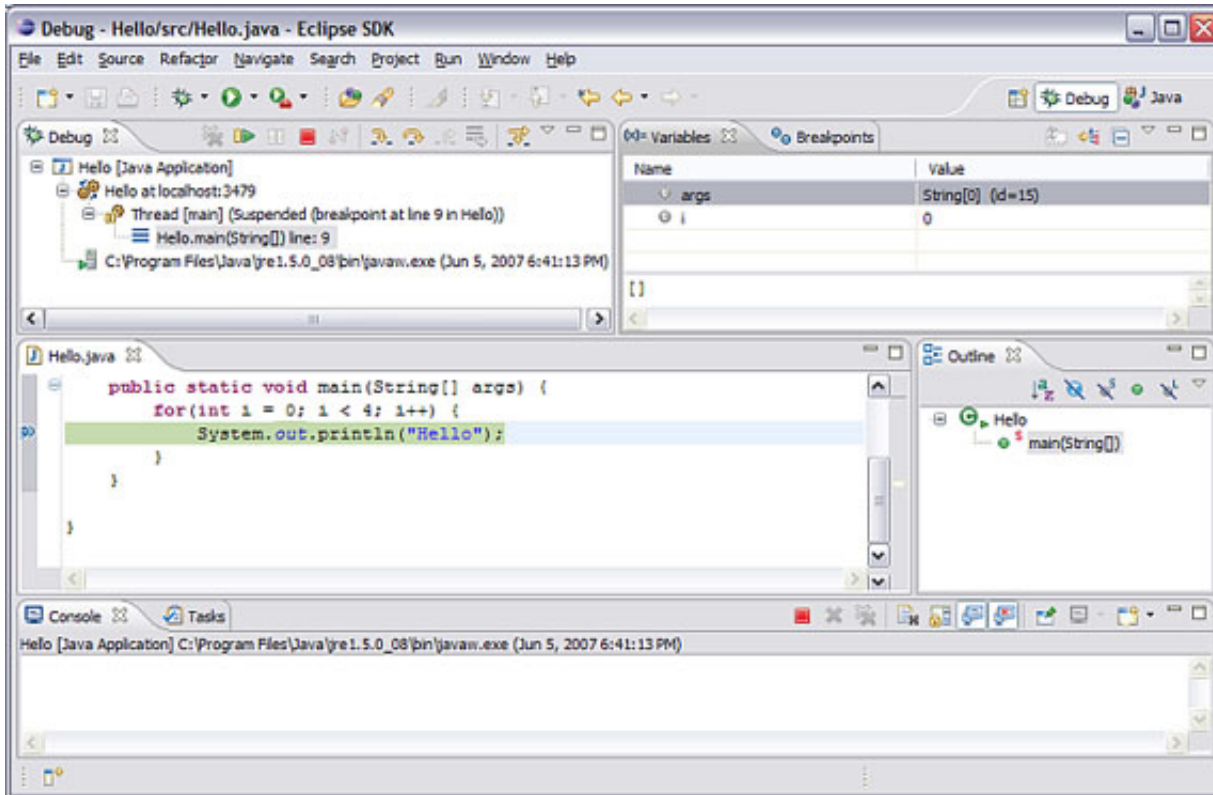 Debug - Hello/src/Hello.java - Eclipse SDK
File Edit Source Refactor Navigate Search Project Run Window Help
Debug Java
Debug
Hello [Java Application]
Hello at localhost:3479
Thread [main] (Suspended (breakpoint at line 9 in Hello))
Hello.main(String[]) line: 9
C:\Program Files\Java\jre1.5.0_08\bin\javaw.exe (Jun 5, 2007 6:41:13 PM)
(x)= Variables Breakpoints
Name Value
args String[0] (id=15)
i 0
[]
Hello.java
public static void main(String[] args) {
for(int i = 0; i < 4; i++) {
System.out.println("Hello");
}
}
}
Outline
Hello
main(String[])
Console Tasks
Hello [Java Application] C:\Program Files\Java\jre1.5.0_08\bin\javaw.exe (Jun 5, 2007 6:41:13 PM)